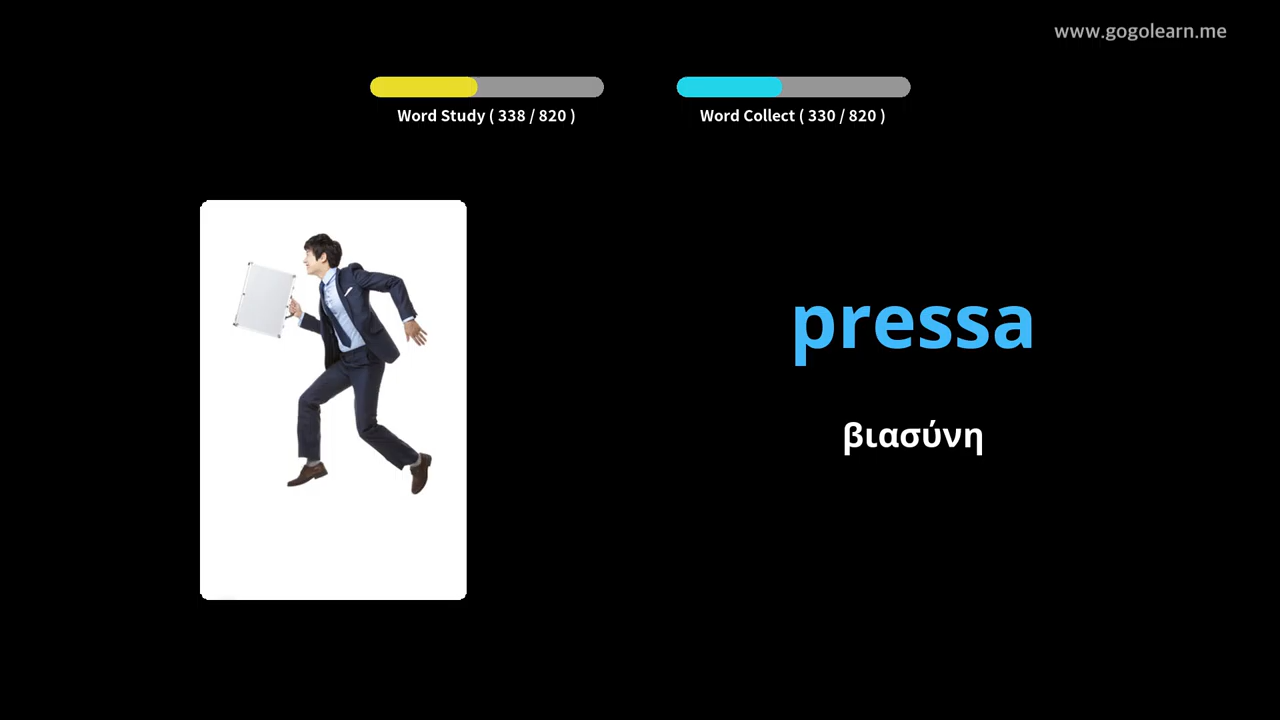 www.gogolearn.me
Word Study ( 338 / 820 )
Word Collect ( 330 / 820 )
pressa
βιασύνη